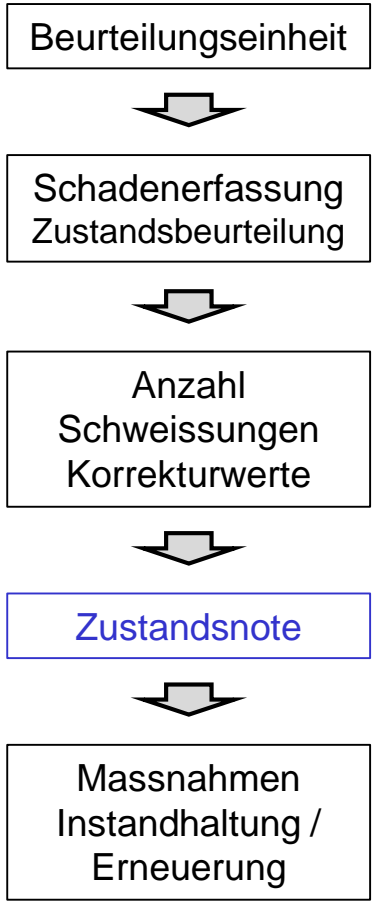 Beurteilungseinheit
Schadenerfassung
Zustandsbeurteilung
Anzahl
Schweissungen
Korrekturwerte
Zustandsnote
Massnahmen
Instandhaltung /
Erneuerung